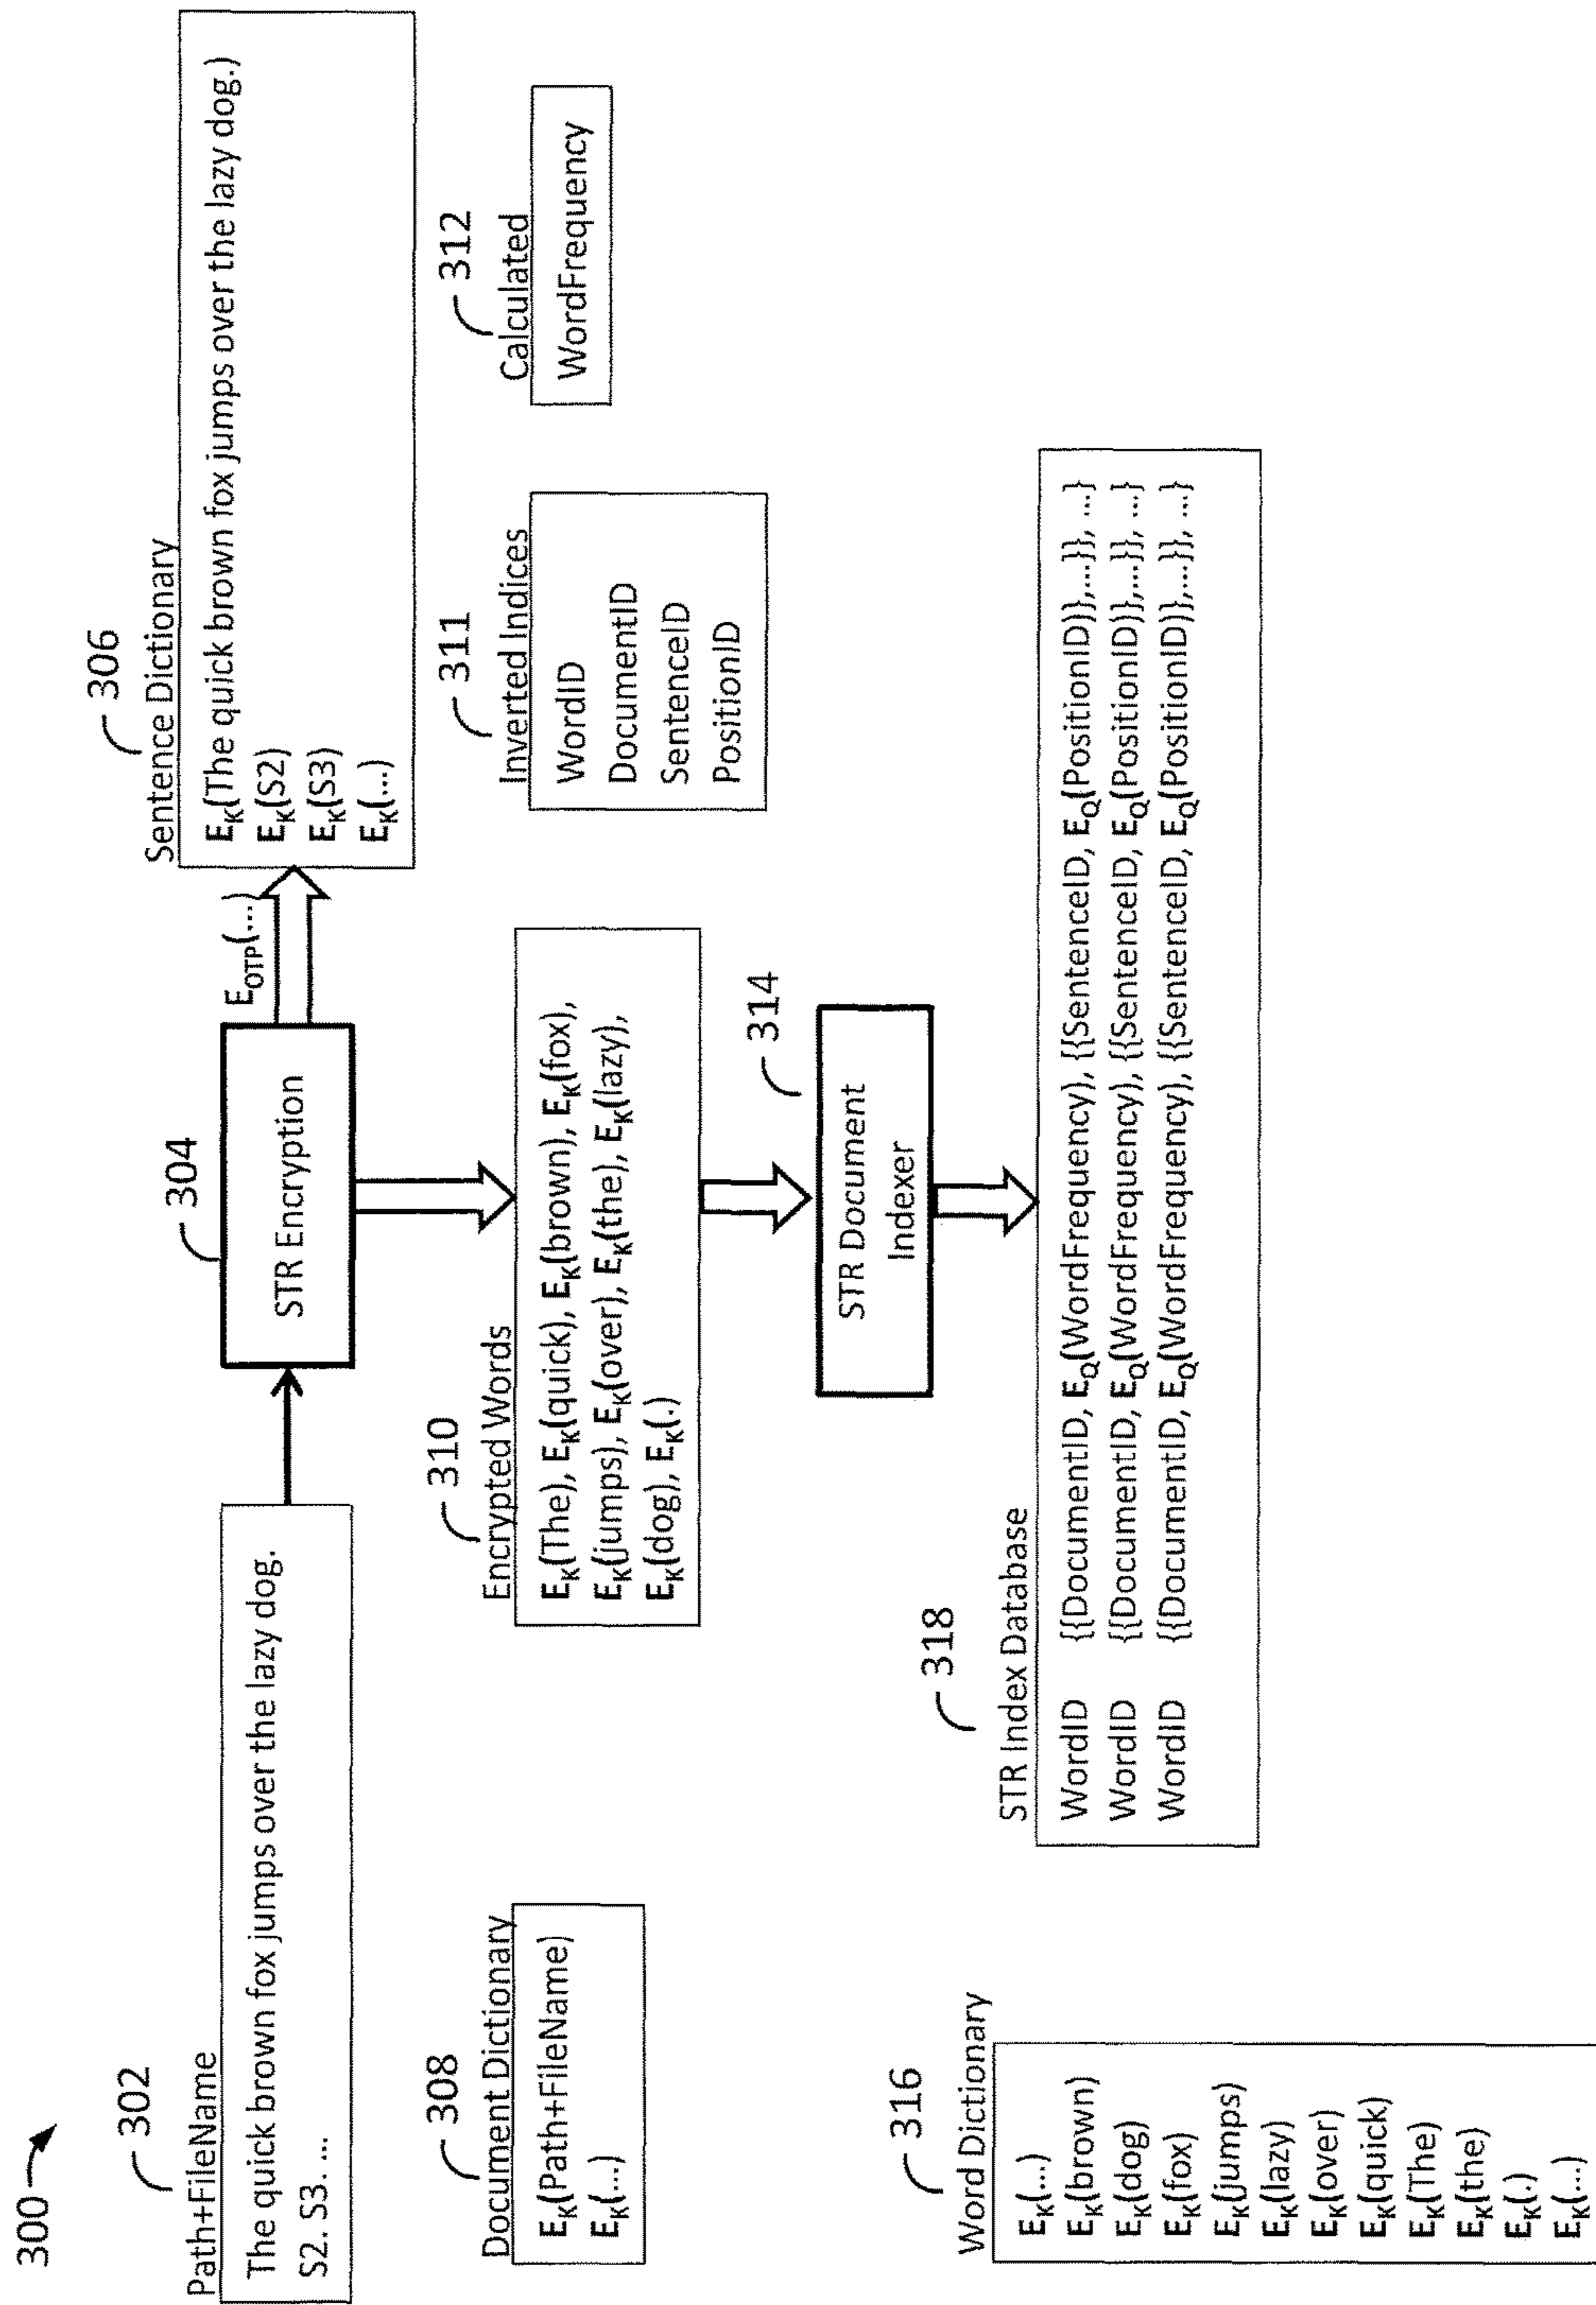 300
302
Path+FileName
The quick brown fox jumps over the lazy dog.
S2. S3. ...
304
STR Encryption
E_OTP(...)
306
Sentence Dictionary
E_K(The quick brown fox jumps over the lazy dog.)
E_K(S2)
E_K(S3)
E_K(...)
308
Document Dictionary
E_K(Path+FileName)
E_K(...)
310
Encrypted Words
E_K(The), E_K(quick), E_K(brown), E_K(fox),
E_K(jumps), E_K(over), E_K(the), E_K(lazy),
E_K(dog), E_K(.)
311
Inverted Indices
WordID
DocumentID
SentenceID
PositionID
312
Calculated
WordFrequency
314
STR Document
Indexer
316
Word Dictionary
E_K(...)
E_K(brown)
E_K(dog)
E_K(fox)
E_K(jumps)
E_K(lazy)
E_K(over)
E_K(quick)
E_K(The)
E_K(the)
E_K(.)
E_K(...)
318
STR Index Database
WordID {{DocumentID, E_Q(WordFrequency), {{SentenceID, E_Q(PositionID)},...}}, ...}
WordID {{DocumentID, E_Q(WordFrequency), {{SentenceID, E_Q(PositionID)},...}}, ...}
WordID {{DocumentID, E_Q(WordFrequency), {{SentenceID, E_Q(PositionID)},...}}, ...}